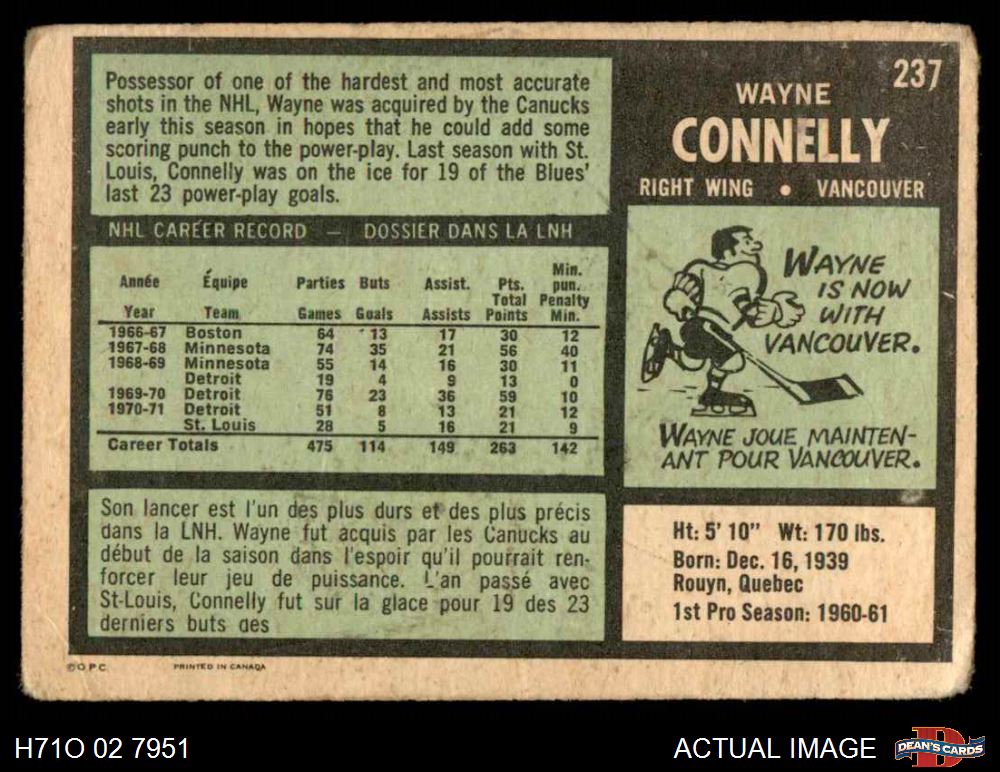 237
WAYNE
CONNELLY
RIGHT WING • VANCOUVER
Possessor of one of the hardest and most accurate
shots in the NHL, Wayne was acquired by the Canucks
early this season in hopes that he could add some
scoring punch to the power-play. Last season with St.
Louis, Connelly was on the ice for 19 of the Blues'
last 23 power-play goals.
NHL CAREER RECORD — DOSSIER DANS LA LNH
Année Équipe Parties Buts Assist. Pts. Min. pun.
Year Team Games Goals Assists Total Points Penalty Min.
1966-67 Boston 64 13 17 30 12
1967-68 Minnesota 74 35 21 56 40
1968-69 Minnesota 55 14 16 30 11
Detroit 19 4 9 13 0
1969-70 Detroit 76 23 36 59 10
1970-71 Detroit 51 8 13 21 12
St. Louis 28 5 16 21 9
Career Totals 475 114 149 263 142
Son lancer est l'un des plus durs et des plus précis
dans la LNH. Wayne fut acquis par les Canucks au
début de la saison dans l'espoir qu'il pourrait ren-
forcer leur jeu de puissance. L'an passé avec
St-Louis, Connelly fut sur la glace pour 19 des 23
derniers buts des
WAYNE
IS NOW
WITH
VANCOUVER.
WAYNE JOUE MAINTEN-
ANT POUR VANCOUVER.
Ht: 5' 10" Wt: 170 lbs.
Born: Dec. 16, 1939
Rouyn, Quebec
1st Pro Season: 1960-61
© O.P.C. PRINTED IN CANADA
H71O 02 7951
ACTUAL IMAGE
D
DEAN'S CARDS